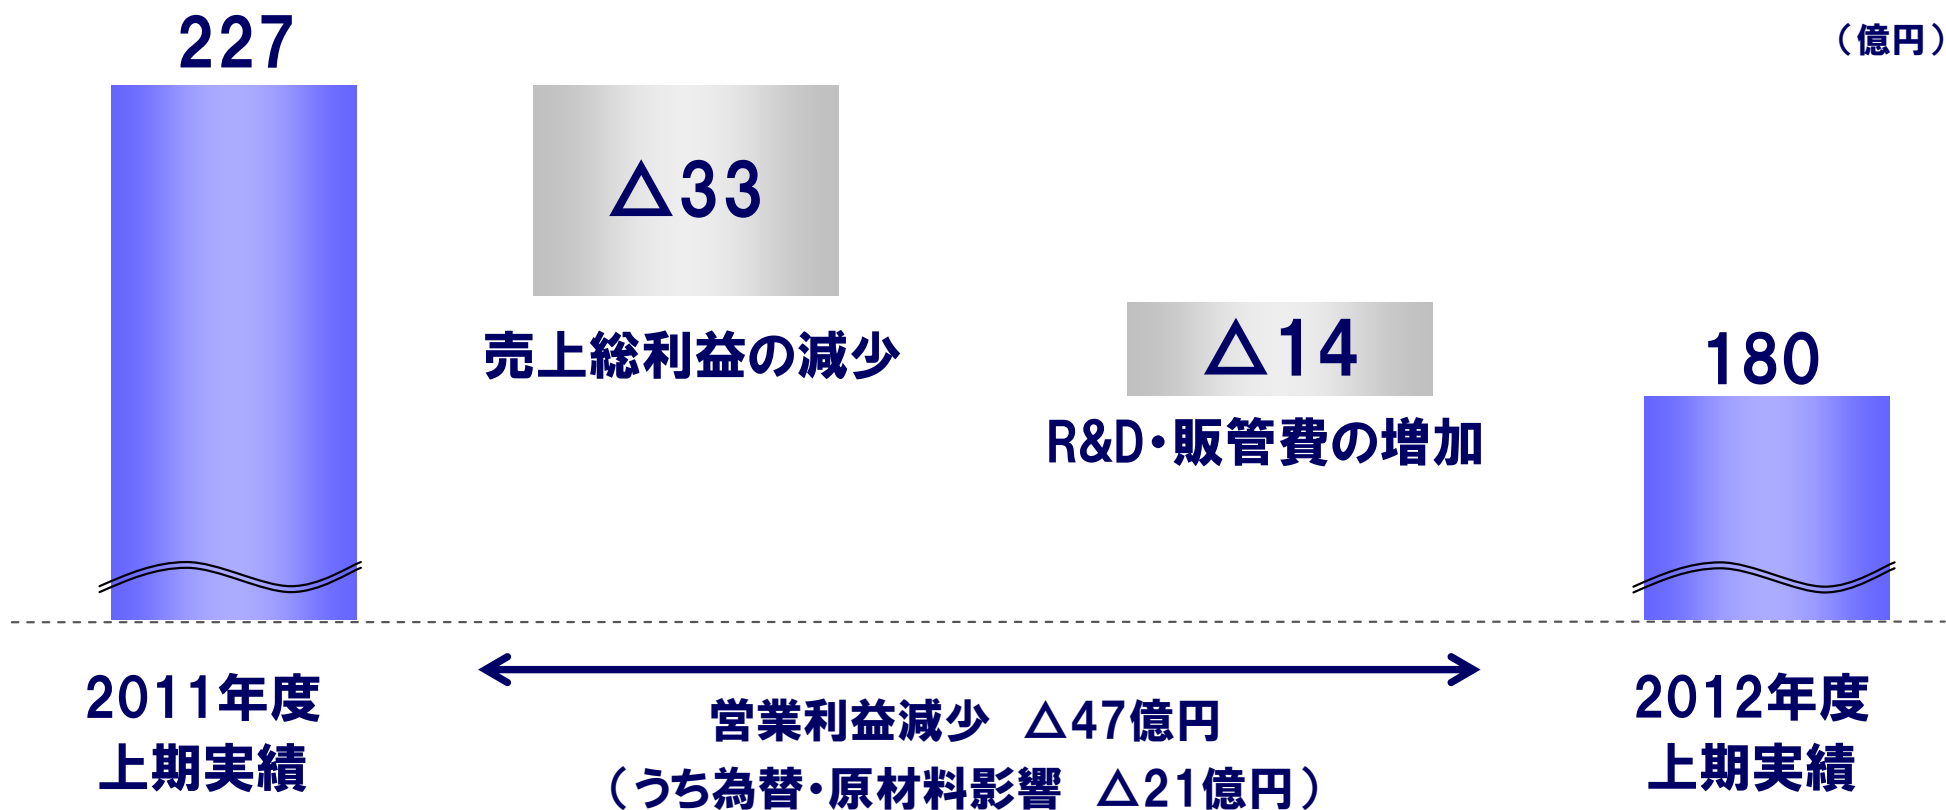 （億円）
227
△33
売上総利益の減少
△14
R&D・販管費の増加
180
2011年度
上期実績
営業利益減少　△47億円
（うち為替・原材料影響　△21億円）
2012年度
上期実績